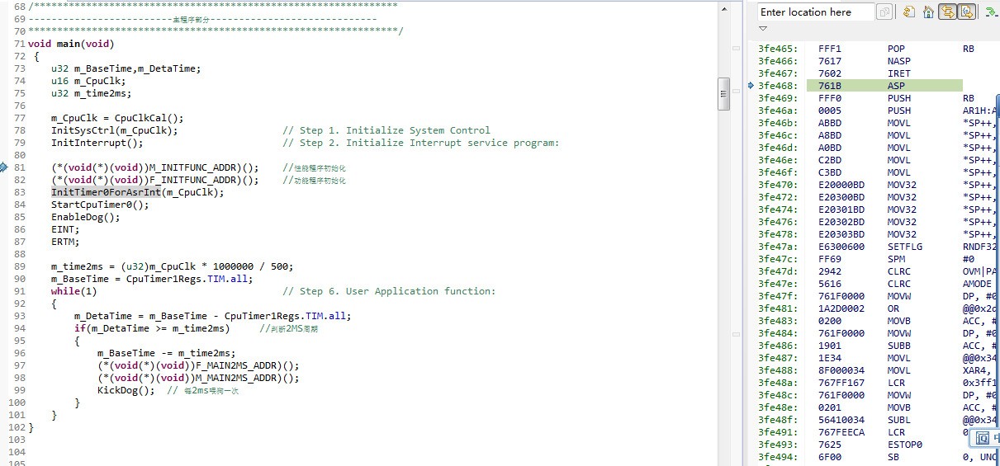 68 /***************************************************************
69 -------------------------主程序部分-----------------------------
70 ****************************************************************/
71 void main(void)
72 {
73 u32 m_BaseTime,m_DetaTime;
74 u16 m_CpuClk;
75 u32 m_time2ms;
76
77 m_CpuClk = CpuClkCal();
78 InitSysCtrl(m_CpuClk); // Step 1. Initialize System Control
79 InitInterrupt(); // Step 2. Initialize Interrupt service program:
80
81 (*(void(*)(void))M_INITFUNC_ADDR)(); //性能程序初始化
82 (*(void(*)(void))F_INITFUNC_ADDR)(); //功能程序初始化
83 InitTimer0ForAsrInt(m_CpuClk);
84 StartCpuTimer0();
85 EnableDog();
86 EINT;
87 ERTM;
88
89 m_time2ms = (u32)m_CpuClk * 1000000 / 500;
90 m_BaseTime = CpuTimer1Regs.TIM.all;
91 while(1) // Step 6. User Application function:
92 {
93 m_DetaTime = m_BaseTime - CpuTimer1Regs.TIM.all;
94 if(m_DetaTime >= m_time2ms) //判断2MS周期
95 {
96 m_BaseTime -= m_time2ms;
97 (*(void(*)(void))F_MAIN2MS_ADDR)();
98 (*(void(*)(void))M_MAIN2MS_ADDR)();
99 KickDog(); // 每2ms喂狗一次
100 }
101 }
102 }
103
104
105
Enter location here
3fe465: FFF1 POP RB
3fe466: 7617 NASP
3fe467: 7602 IRET
3fe468: 761B ASP
3fe469: FFF0 PUSH RB
3fe46a: 0005 PUSH AR1H:A
3fe46b: ABBD MOVL *SP++,
3fe46c: A8BD MOVL *SP++,
3fe46d: A0BD MOVL *SP++,
3fe46e: C2BD MOVL *SP++,
3fe46f: C3BD MOVL *SP++,
3fe470: E20000BD MOV32 *SP++,
3fe472: E20300BD MOV32 *SP++,
3fe474: E20301BD MOV32 *SP++,
3fe476: E20302BD MOV32 *SP++,
3fe478: E20303BD MOV32 *SP++,
3fe47a: E6300600 SETFLG RNDF32
3fe47c: FF69 SPM #0
3fe47d: 2942 CLRC OVM|PA
3fe47e: 5616 CLRC AMODE
3fe47f: 761F0000 MOVW DP, #0
3fe481: 1A2D0002 OR @@0x2d
3fe483: 0200 MOVB ACC, #
3fe484: 761F0000 MOVW DP, #0
3fe486: 1901 SUBB ACC, #
3fe487: 1E34 MOVL @@0x34
3fe488: 8F000034 MOVL XAR4,
3fe48a: 767FF167 LCR 0x3ff1
3fe48c: 761F0000 MOVW DP, #0
3fe48e: 0201 MOVB ACC, #
3fe48f: 56410034 SUBL @@0x34
3fe491: 767FEECA LCR 0
3fe493: 7625 ESTOP0
3fe494: 6F00 SB 0, UNC